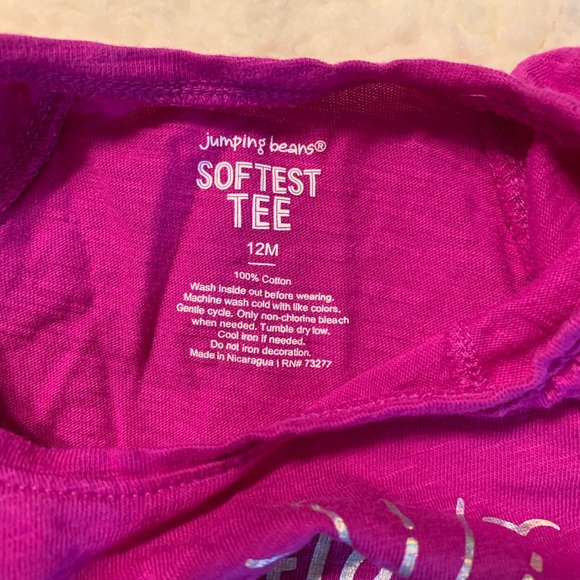 jumping beans®
SOFTEST
TEE
12M
100% Cotton
Wash Inside out before wearing.
Machine wash cold with like colors.
Gentle cycle. Only non-chlorine bleach
when needed. Tumble dry low.
Cool iron if needed.
Do not iron decoration.
Made in Nicaragua | RN# 73277